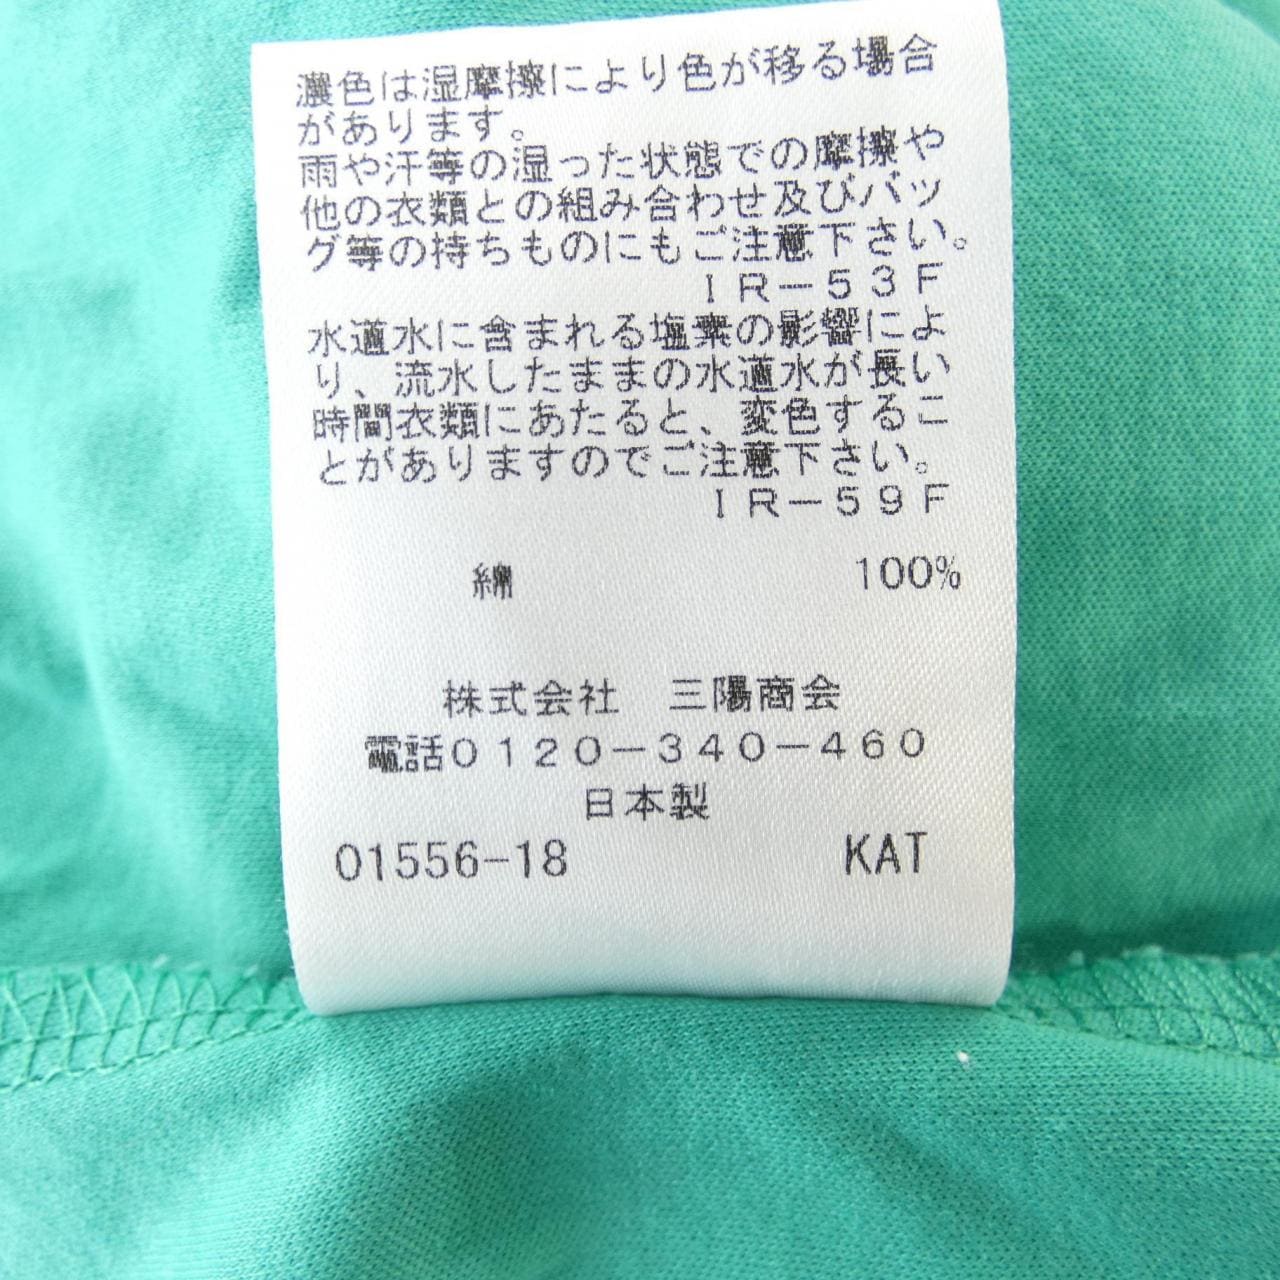 濃色は湿摩擦により色が移る場合
があります。
雨や汗等の湿った状態での摩擦や
他の衣類との組み合わせ及びバッ
グ等の持ちものにもご注意下さい。
ＩＲ－５３Ｆ
水道水に含まれる塩素の影響によ
り、流水したままの水道水が長い
時間衣類にあたると、変色するこ
とがありますのでご注意下さい。
ＩＲ－５９Ｆ
綿 100%
株式会社　三陽商会
電話０１２０－３４０－４６０
日本製
01556-18 KAT